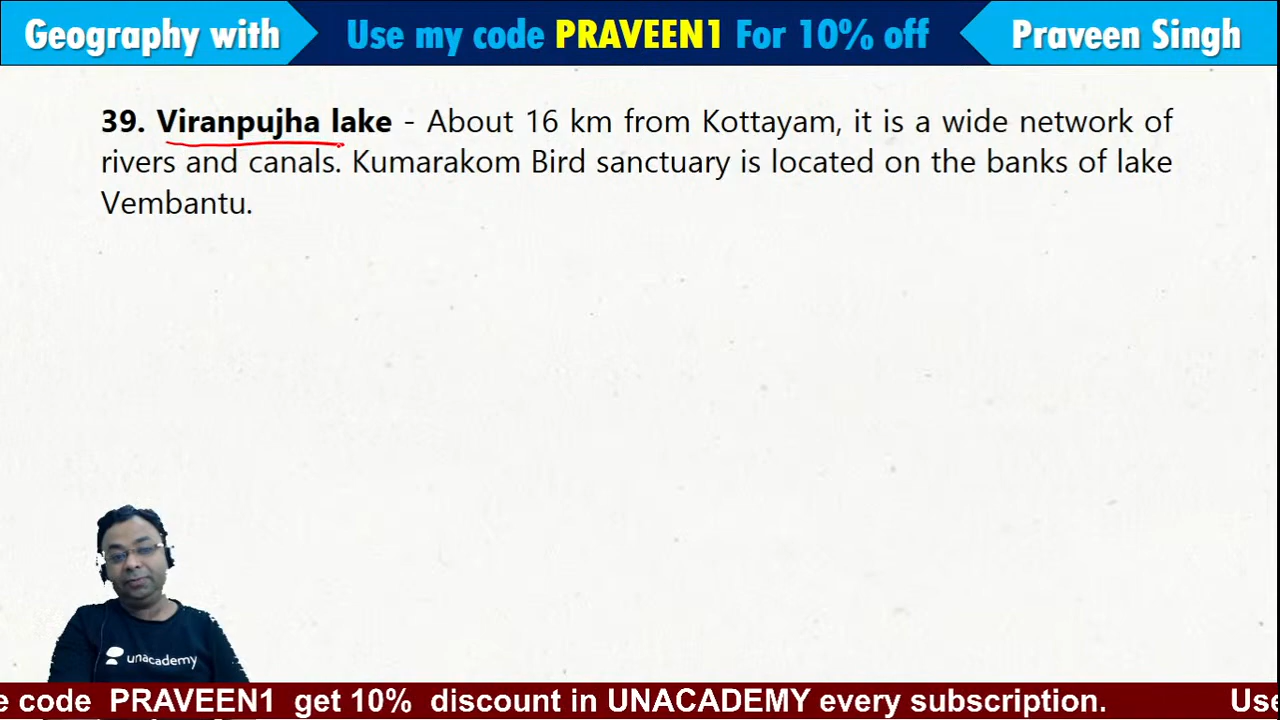 Geography with
Use my code PRAVEEN1 For 10% off
Praveen Singh
39. Viranpujha lake - About 16 km from Kottayam, it is a wide network of
rivers and canals. Kumarakom Bird sanctuary is located on the banks of lake
Vembantu.
unacademy
e code PRAVEEN1 get 10% discount in UNACADEMY every subscription.
Use